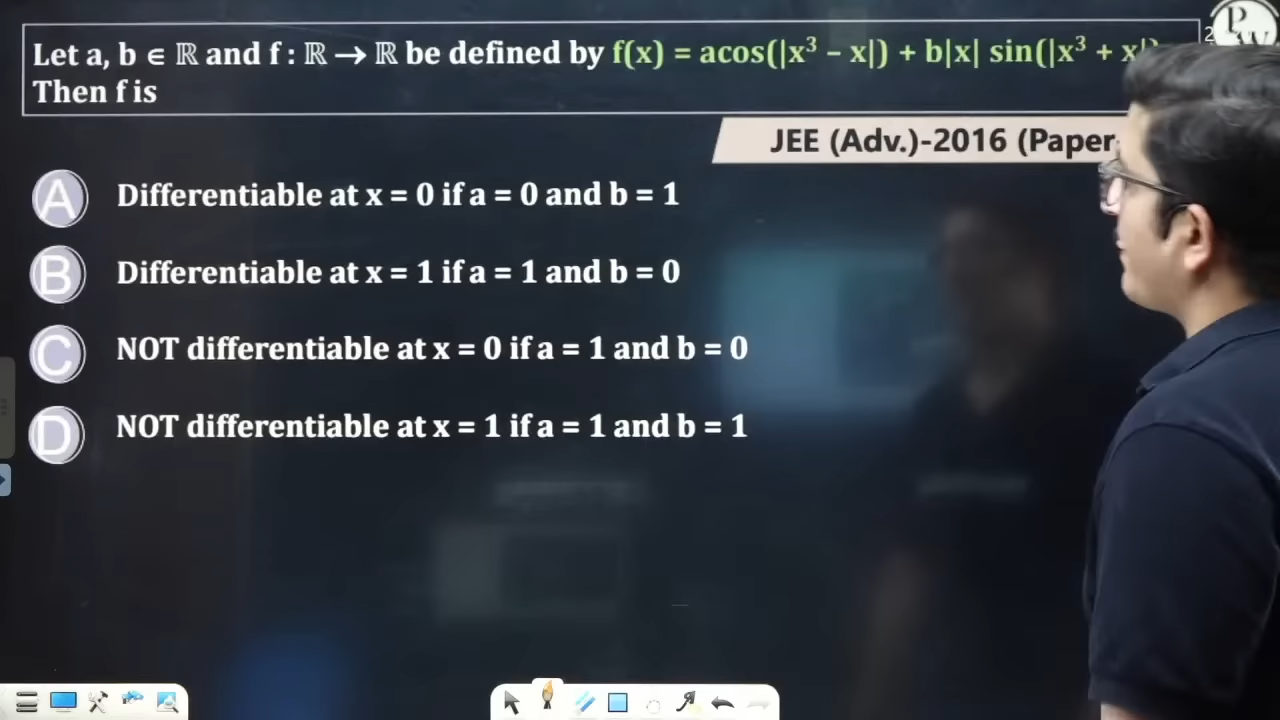 Let a, b ∈ ℝ and f : ℝ → ℝ be defined by f(x) = acos(|x³ – x|) + b|x| sin(|x³ + x|)
Then f is
PW
2
JEE (Adv.)-2016 (Paper-
A Differentiable at x = 0 if a = 0 and b = 1
B Differentiable at x = 1 if a = 1 and b = 0
C NOT differentiable at x = 0 if a = 1 and b = 0
D NOT differentiable at x = 1 if a = 1 and b = 1